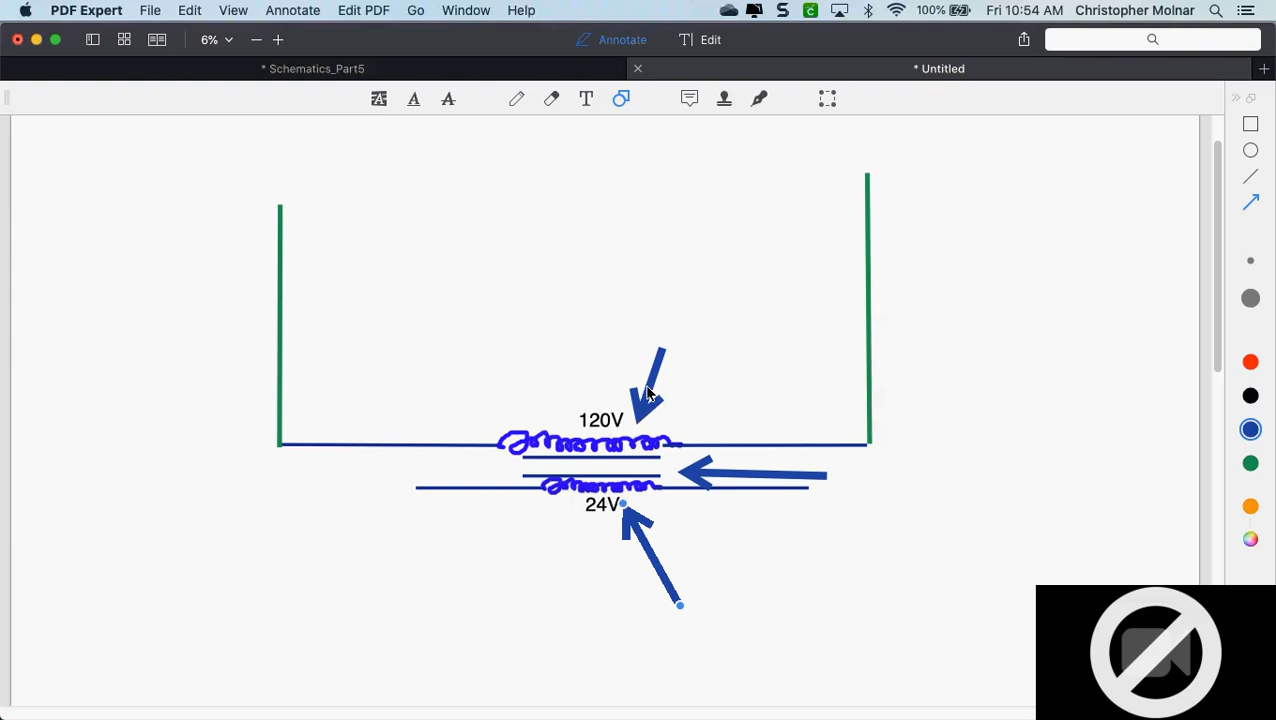 PDF Expert File Edit View Annotate Edit PDF Go Window Help 100% Fri 10:54 AM Christopher Molnar
6% Annotate Edit
* Schematics_Part5 * Untitled
120V
24V